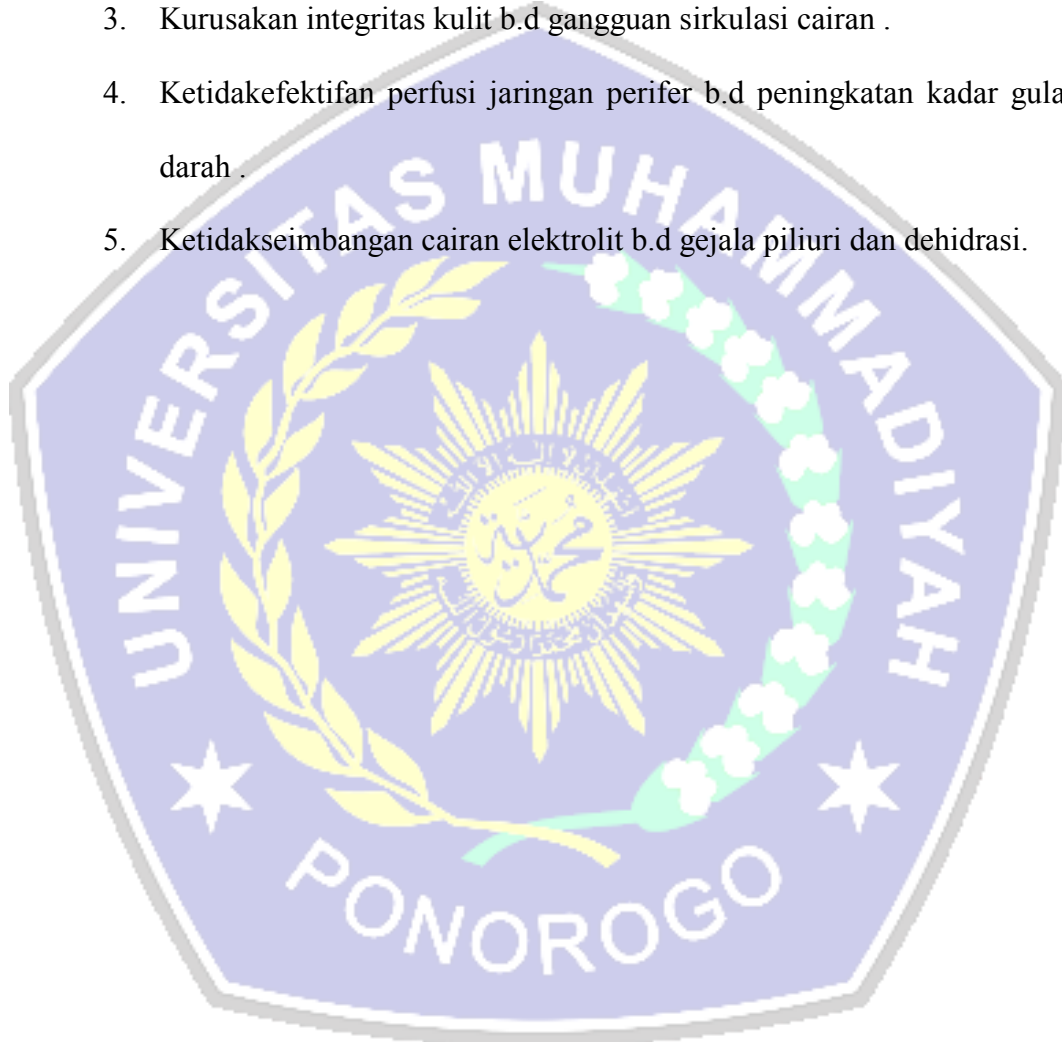 3. Kurusakan integritas kulit b.d gangguan sirkulasi cairan .
4. Ketidakefektifan perfusi jaringan perifer b.d peningkatan kadar gula
darah .
5. Ketidakseimbangan cairan elektrolit b.d gejala piliuri dan dehidrasi.
UNIVERSITAS MUHAMMADIYAH
PONOROGO